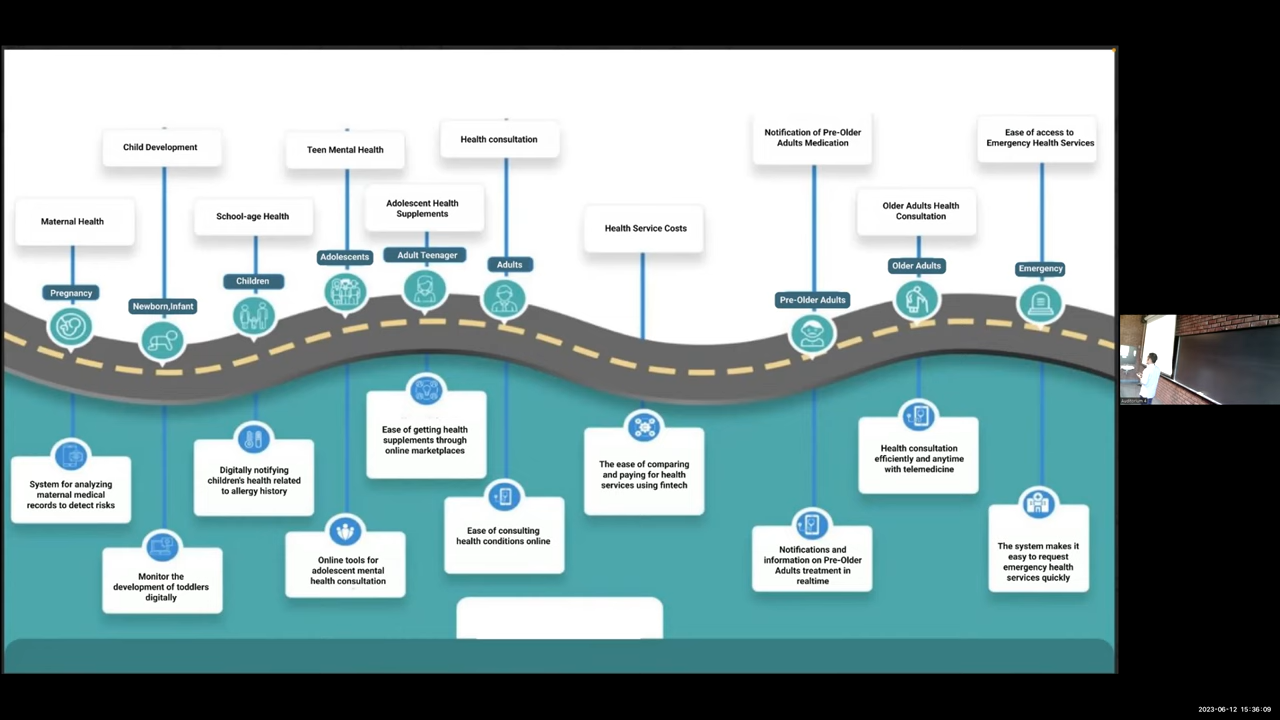 Child Development
Teen Mental Health
Health consultation
Notification of Pre-Older
Adults Medication
Ease of access to
Emergency Health Services
Maternal Health
School-age Health
Adolescent Health
Supplements
Health Service Costs
Older Adults Health
Consultation
Pregnancy
Newborn,Infant
Children
Adolescents
Adult Teenager
Adults
Pre-Older Adults
Older Adults
Emergency
System for analyzing
maternal medical
records to detect risks
Monitor the
development of toddlers
digitally
Digitally notifying
children's health related
to allergy history
Online tools for
adolescent mental
health consultation
Ease of getting health
supplements through
online marketplaces
Ease of consulting
health conditions online
The ease of comparing
and paying for health
services using fintech
Notifications and
information on Pre-Older
Adults treatment in
realtime
Health consultation
efficiently and anytime
with telemedicine
The system makes it
easy to request
emergency health
services quickly
Auditorium 4
2023-06-12 15:36:09